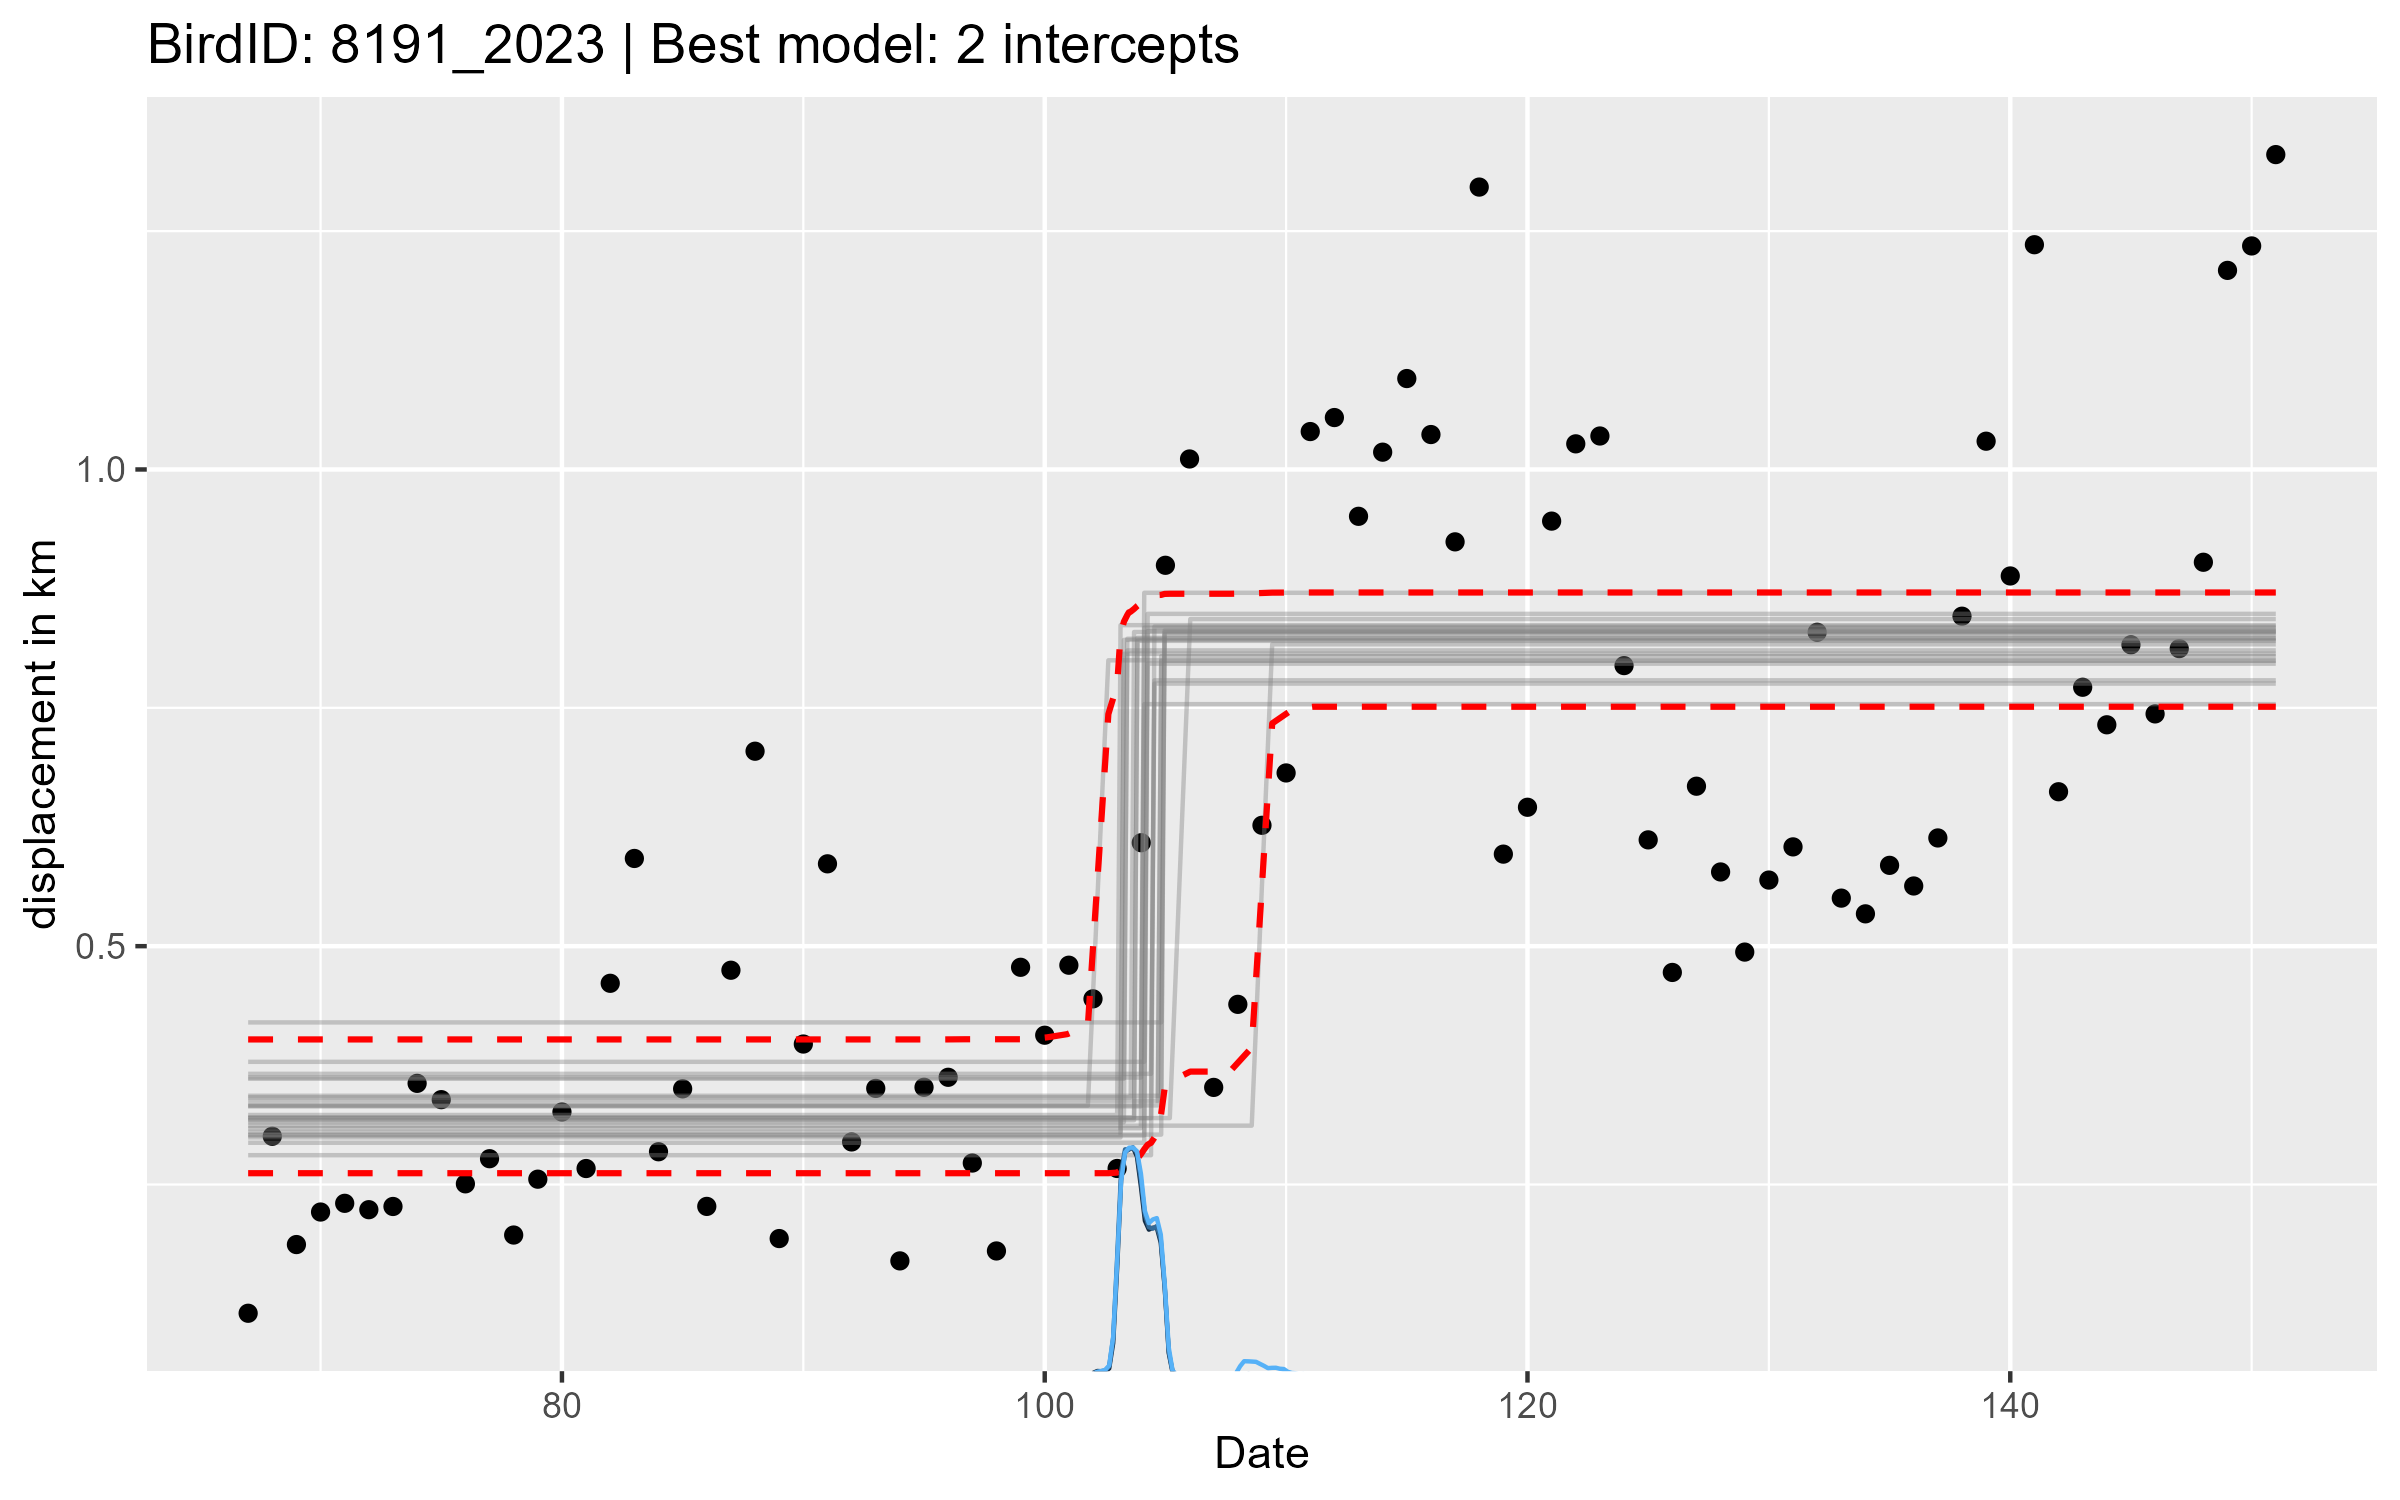 BirdID: 8191_2023 | Best model: 2 intercepts
displacement in km
1.0
0.5
80
100
120
140
Date